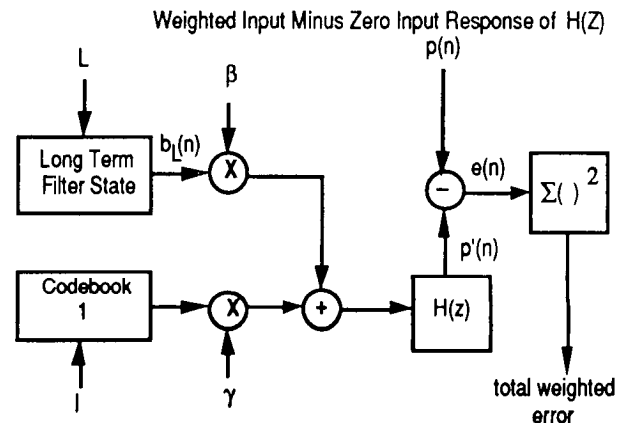 Weighted Input Minus Zero Input Response of H(Z)
p(n)
L
β
Long Term
Filter State
b_L(n)
X
−
e(n)
Σ( ) ²
p'(n)
Codebook
1
X
+
H(z)
I
γ
total weighted
error